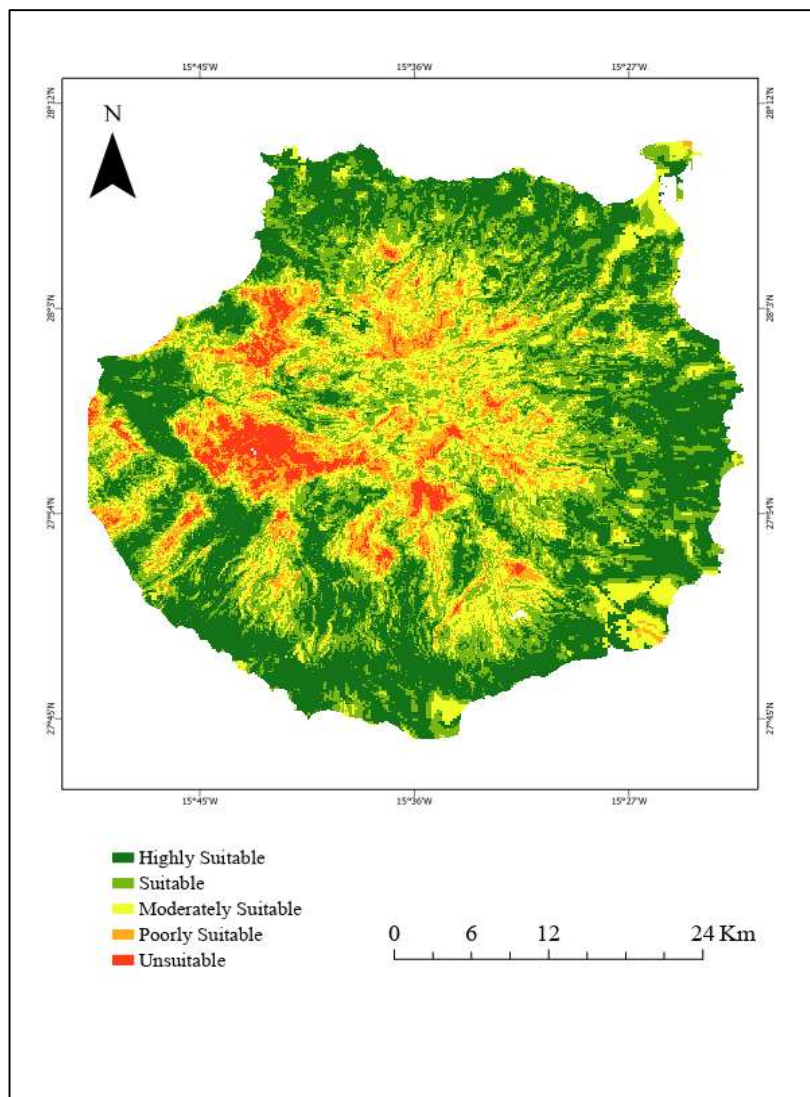 15°45'W 15°36'W 15°27'W
28°12'N 28°12'N
N
28°3'N 28°3'N
27°54'N 27°54'N
27°45'N 27°45'N
15°45'W 15°36'W 15°27'W
Highly Suitable
Suitable
Moderately Suitable
Poorly Suitable
Unsuitable
0 6 12 24 Km